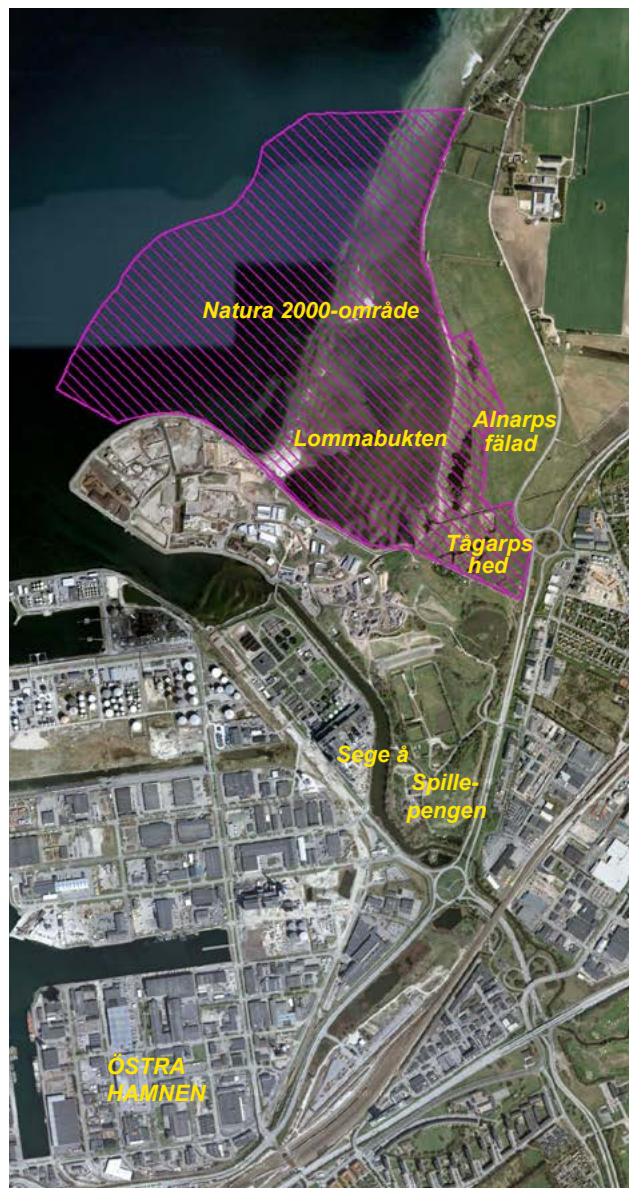 Natura 2000-område
Lommabukten
Alnarps
fälad
Tågarps
hed
Sege å
Spille-
pengen
ÖSTRA
HAMNEN